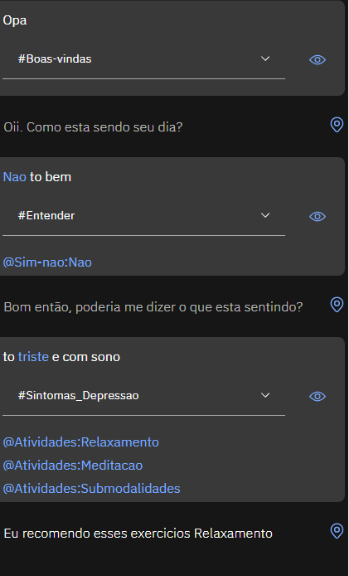 Opa
#Boas-vindas
Oii. Como esta sendo seu dia?
Nao to bem
#Entender
@Sim-nao:Nao
Bom então, poderia me dizer o que esta sentindo?
to triste e com sono
#Sintomas_Depressao
@Atividades:Relaxamento
@Atividades:Meditacao
@Atividades:Submodalidades
Eu recomendo esses exercicios Relaxamento